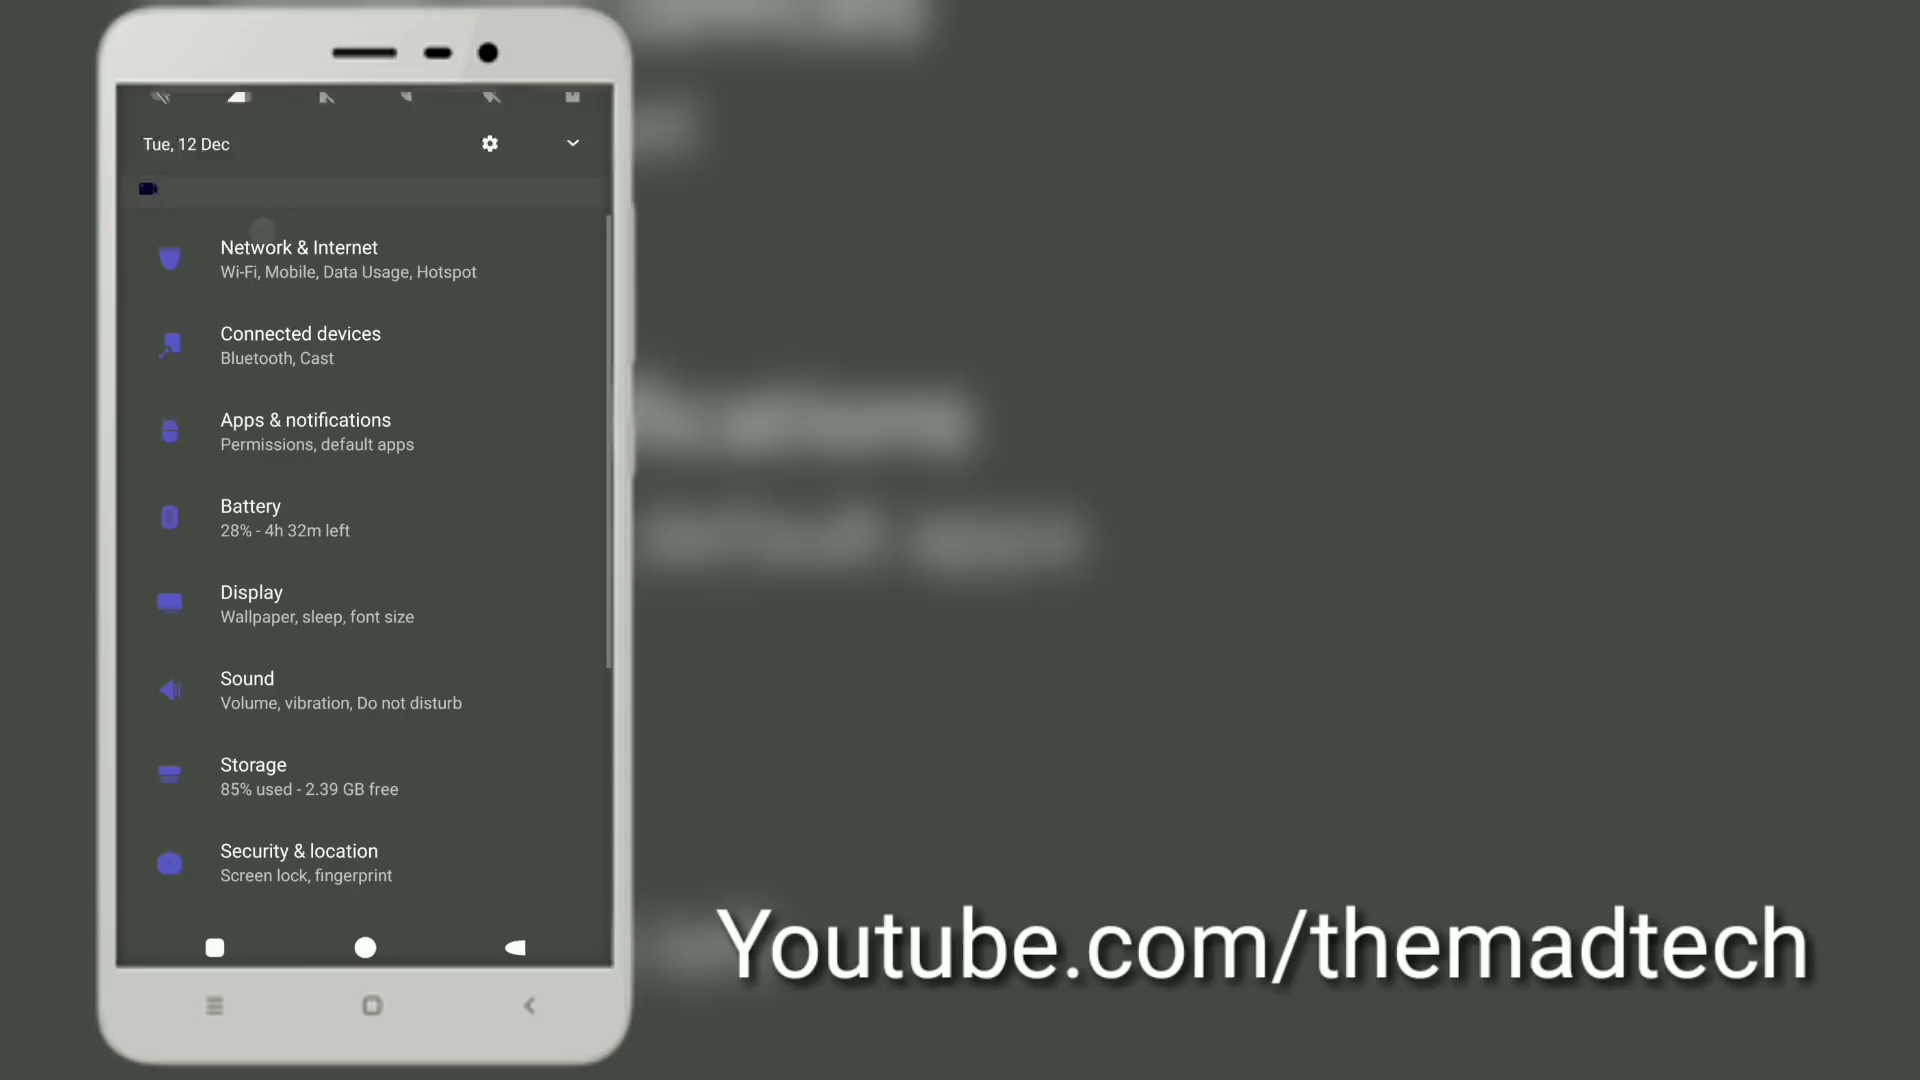 Tue, 12 Dec
Network & Internet
Wi-Fi, Mobile, Data Usage, Hotspot
Connected devices
Bluetooth, Cast
Apps & notifications
Permissions, default apps
Battery
28% - 4h 32m left
Display
Wallpaper, sleep, font size
Sound
Volume, vibration, Do not disturb
Storage
85% used - 2.39 GB free
Security & location
Screen lock, fingerprint
Youtube.com/themadtech